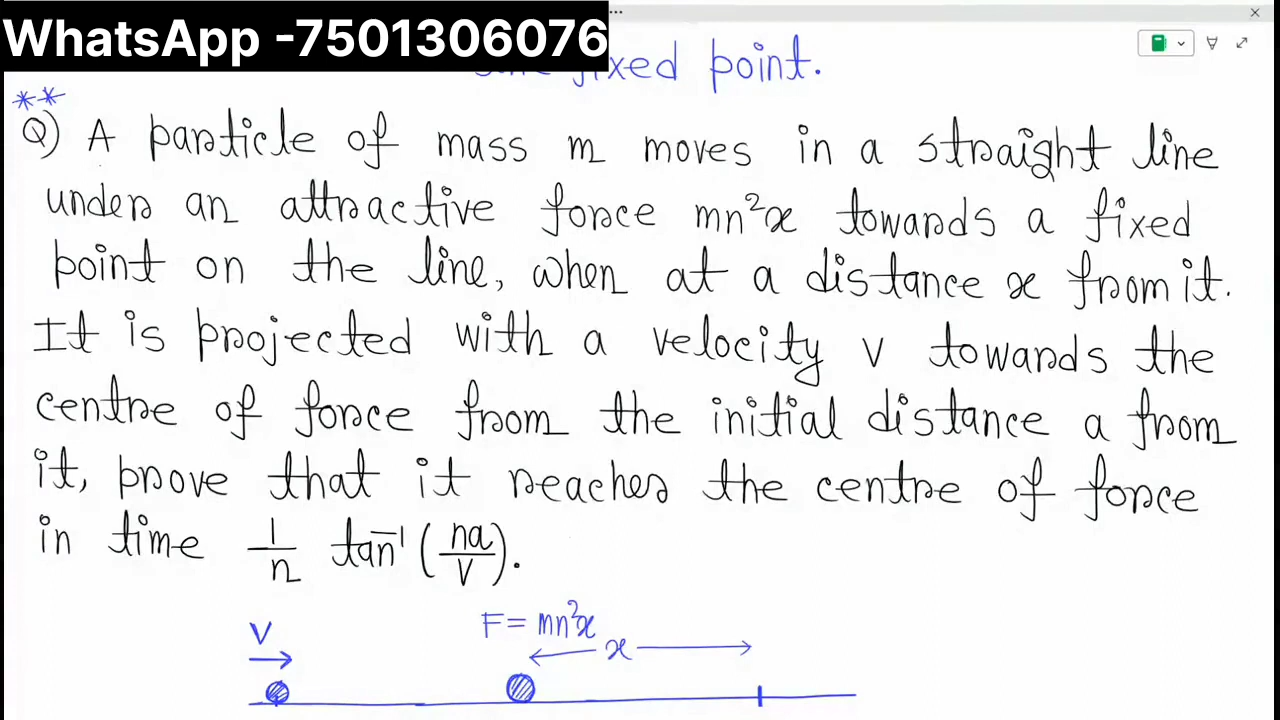 WhatsApp -7501306076
fixed point.
**
Q) A particle of mass m moves in a straight line
under an attractive force mn²x towards a fixed
point on the line, when at a distance x from it.
It is projected with a velocity V towards the
centre of force from the initial distance a from
it, prove that it reaches the centre of force
in time 1/n tan⁻¹(na/V).
F = mn²x
V
x